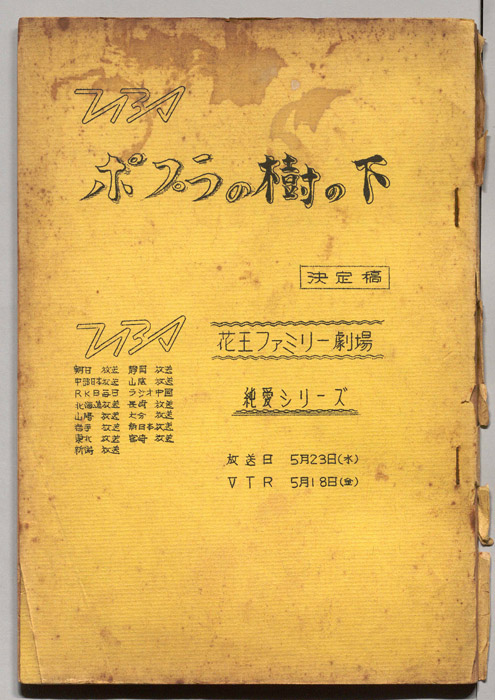 TBS
ポプラの樹の下
決定稿
TBS
花王ファミリー劇場
純愛シリーズ
朝日 放送 静岡 放送
中部日本放送 山陰 放送
RKB毎日 ラジオ中国
北海道放送 長崎 放送
山陽 放送 大分 放送
岩手 放送 新日本放送
東北 放送 宮崎 放送
新潟 放送
放送日 5月23日(水)
VTR 5月18日(金)